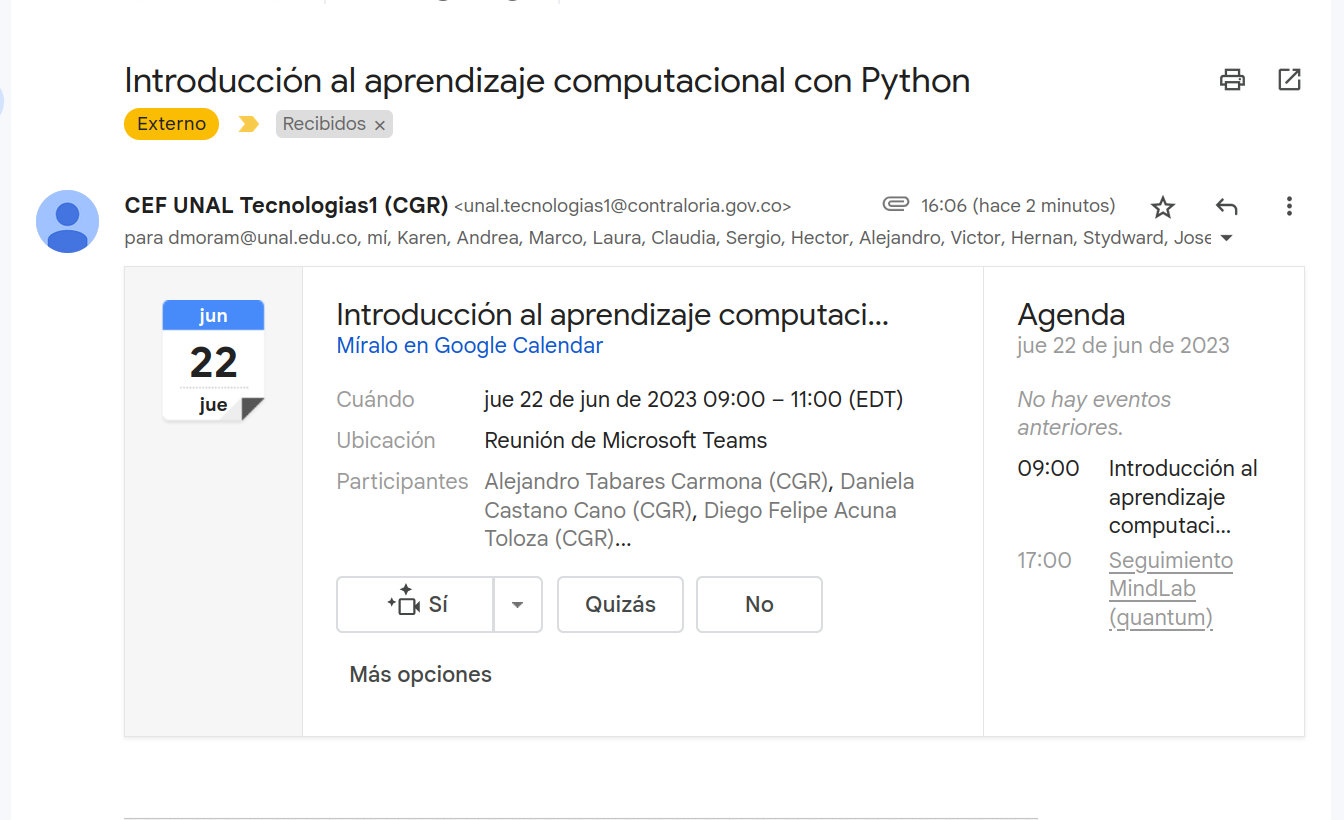 Introducción al aprendizaje computacional con Python
Externo
Recibidos ×
CEF UNAL Tecnologias1 (CGR) <unal.tecnologias1@contraloria.gov.co>
16:06 (hace 2 minutos)
para dmoram@unal.edu.co, mí, Karen, Andrea, Marco, Laura, Claudia, Sergio, Hector, Alejandro, Victor, Hernan, Stydward, Jose
jun
22
jue
Introducción al aprendizaje computaci...
Míralo en Google Calendar
Cuándo jue 22 de jun de 2023 09:00 – 11:00 (EDT)
Ubicación Reunión de Microsoft Teams
Participantes Alejandro Tabares Carmona (CGR), Daniela
Castano Cano (CGR), Diego Felipe Acuna
Toloza (CGR)...
Sí
Quizás
No
Más opciones
Agenda
jue 22 de jun de 2023
No hay eventos
anteriores.
09:00 Introducción al
aprendizaje
computaci...
17:00 Seguimiento
MindLab
(quantum)